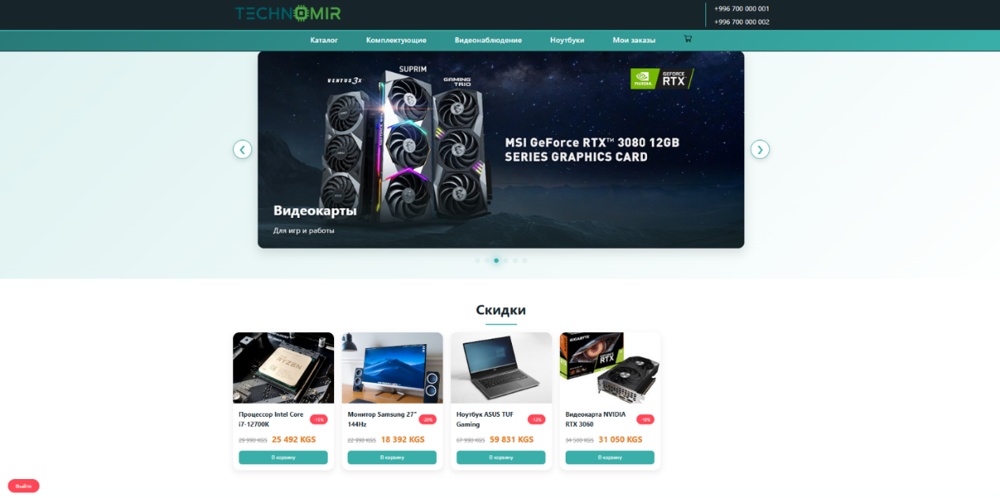 TECHNOMIR
+996 700 000 001
+996 700 000 002
Каталог
Комплектующие
Видеонаблюдение
Ноутбуки
Мои заказы
VENTUS 3X
SUPRIM
GAMING
TRIO
NVIDIA
GEFORCE
RTX
MSI GeForce RTX™ 3080 12GB
SERIES GRAPHICS CARD
Видеокарты
Для игр и работы
Скидки
RYZEN
GIGABYTE
GEFORCE
RTX
Процессор Intel Core
i7-12700K
-15%
29 990 KGS 25 492 KGS
В корзину
Монитор Samsung 27"
144Hz
-20%
22 990 KGS 18 392 KGS
В корзину
Ноутбук ASUS TUF
Gaming
-12%
67 990 KGS 59 831 KGS
В корзину
Видеокарта NVIDIA
RTX 3060
-10%
34 500 KGS 31 050 KGS
В корзину
Выйти